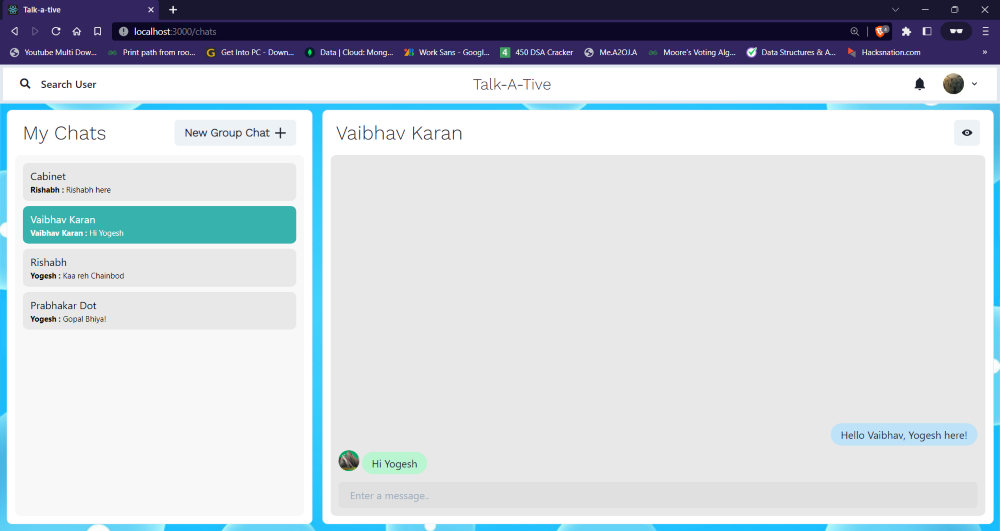 Talk-a-tive
localhost:3000/chats
Youtube Multi Dow...
Print path from roo...
Get Into PC - Down...
Data | Cloud: Mong...
Work Sans - Googl...
450 DSA Cracker
Me.A2OJ.A
Moore's Voting Alg...
Data Structures & A...
Hacksnation.com
Search User
Talk-A-Tive
My Chats
New Group Chat
Cabinet
Rishabh : Rishabh here
Vaibhav Karan
Vaibhav Karan : Hi Yogesh
Rishabh
Yogesh : Kaa reh Chainbod
Prabhakar Dot
Yogesh : Gopal Bhiya!
Vaibhav Karan
Hello Vaibhav, Yogesh here!
Hi Yogesh
Enter a message..